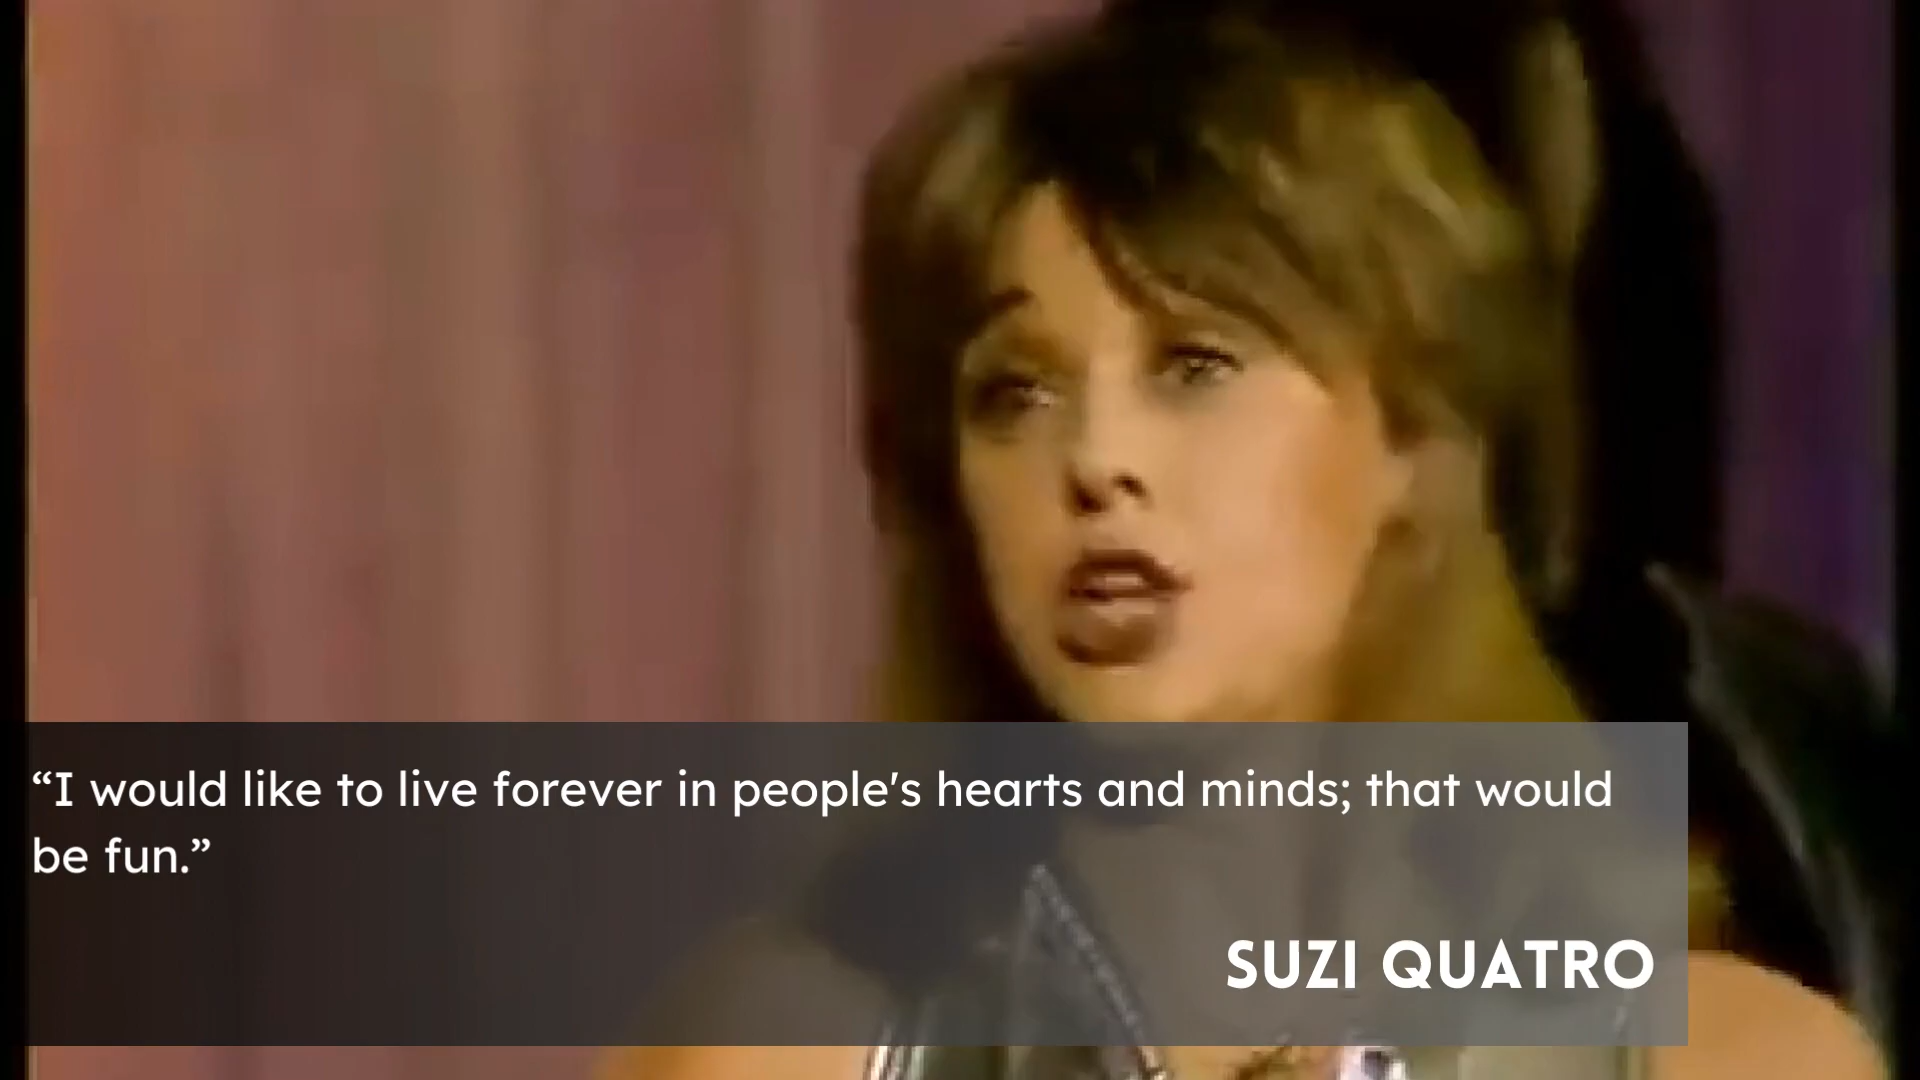 “I would like to live forever in people's hearts and minds; that would
be fun.”
SUZI QUATRO